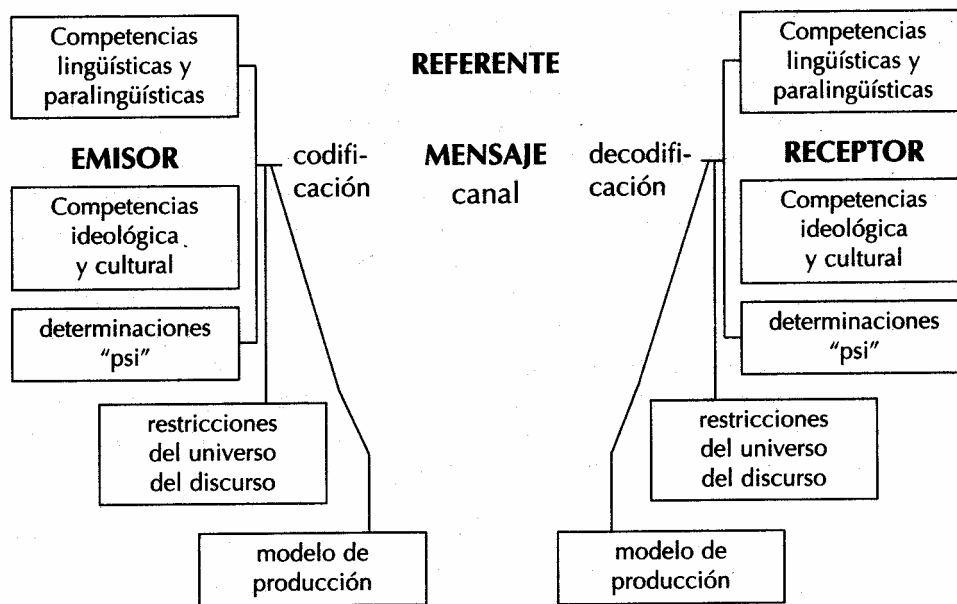 Competencias
lingüísticas y
paralingüísticas
REFERENTE
Competencias
lingüísticas y
paralingüísticas
EMISOR
codifi-
cación
MENSAJE
canal
decodifi-
cación
RECEPTOR
Competencias
ideológica
y cultural
Competencias
ideológica
y cultural
determinaciones
“psi”
determinaciones
“psi”
restricciones
del universo
del discurso
restricciones
del universo
del discurso
modelo de
producción
modelo de
producción